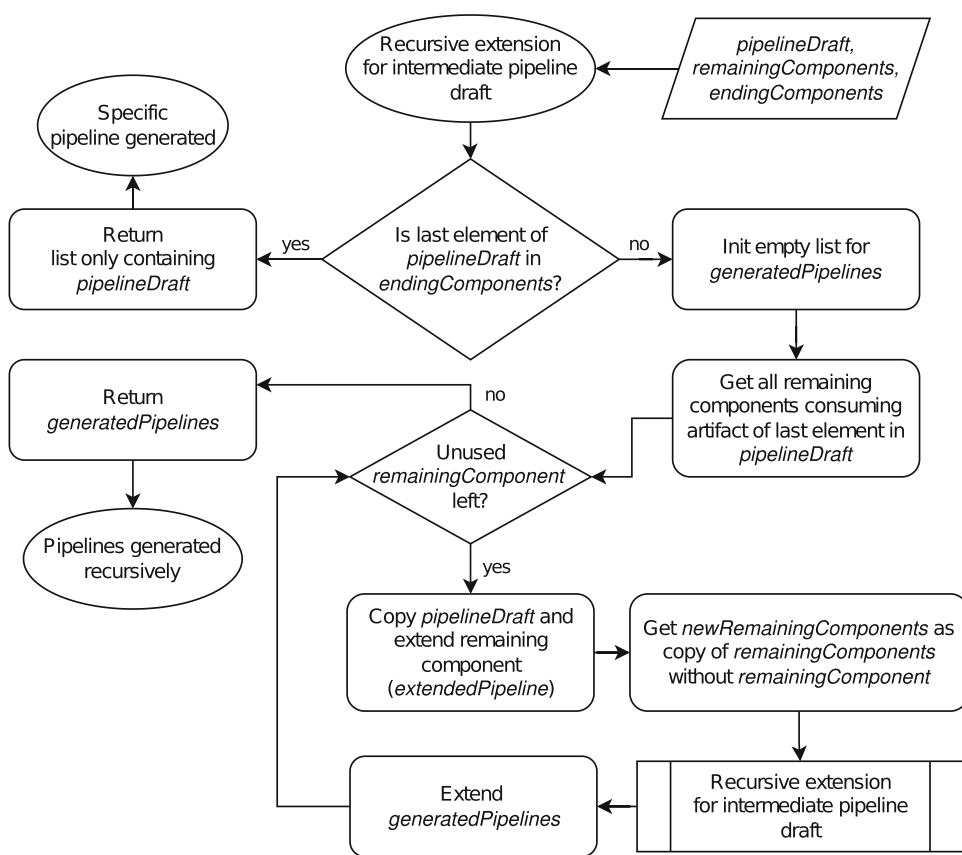 Recursive extension
for intermediate pipeline
draft
pipelineDraft,
remainingComponents,
endingComponents
Specific
pipeline generated
Return
list only containing
pipelineDraft
yes
Is last element of
pipelineDraft in
endingComponents?
no
Init empty list for
generatedPipelines
Return
generatedPipelines
no
Get all remaining
components consuming
artifact of last element in
pipelineDraft
Unused
remainingComponent
left?
Pipelines generated
recursively
yes
Copy pipelineDraft and
extend remaining
component
(extendedPipeline)
Get newRemainingComponents as
copy of remainingComponents
without remainingComponent
Extend
generatedPipelines
Recursive extension
for intermediate pipeline
draft